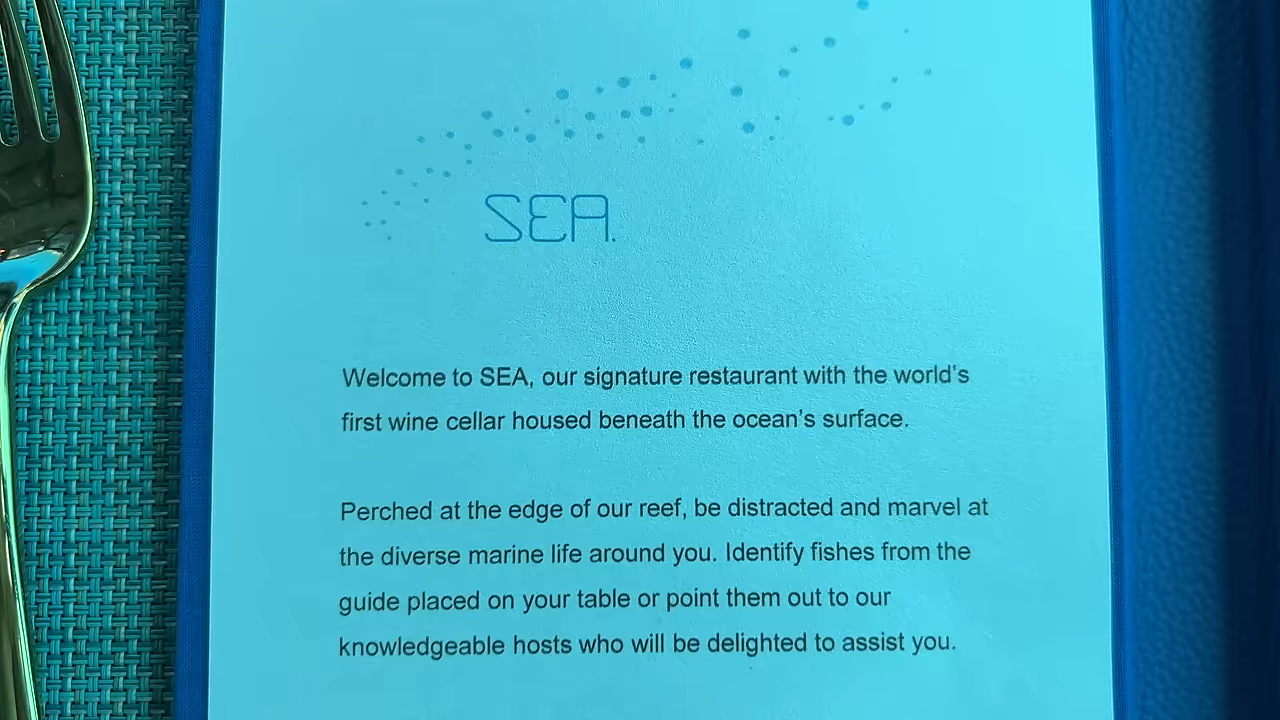 SEA.
Welcome to SEA, our signature restaurant with the world's
first wine cellar housed beneath the ocean's surface.
Perched at the edge of our reef, be distracted and marvel at
the diverse marine life around you. Identify fishes from the
guide placed on your table or point them out to our
knowledgeable hosts who will be delighted to assist you.